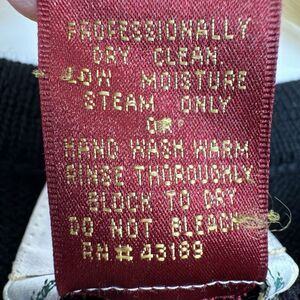 PROFESSIONALLY
DRY CLEAN
LOW MOISTURE
STEAM ONLY
OR
HAND WASH WARM
RINSE THOROUGHLY
BLOCK TO DRY
DO NOT BLEACH
RN# 43189